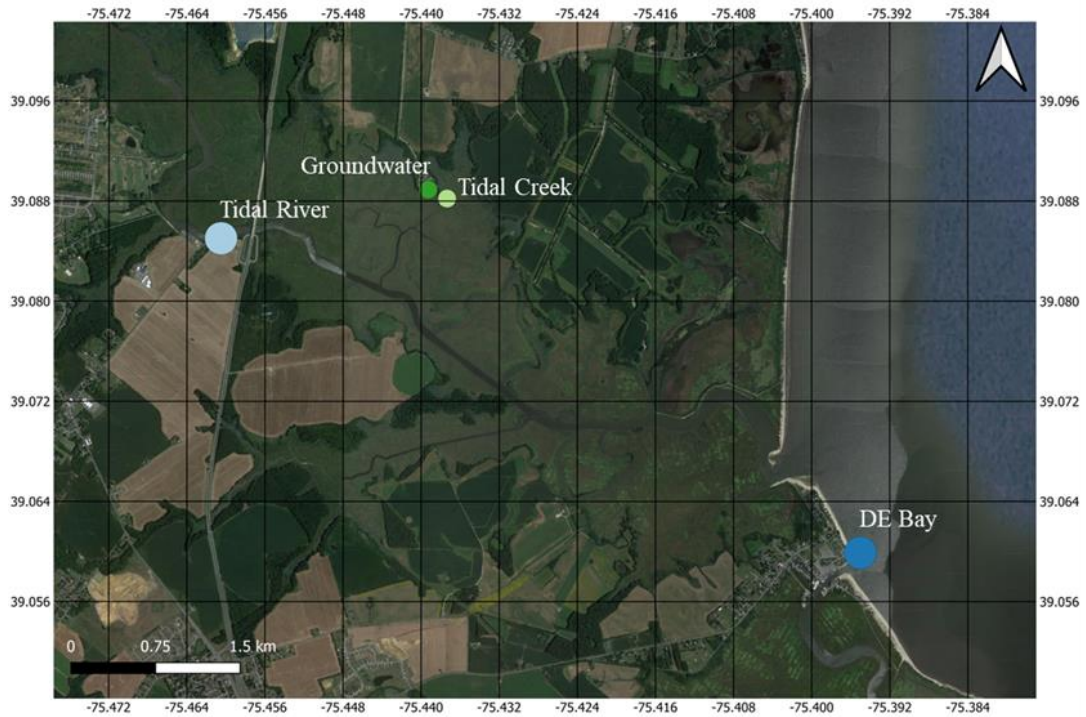 -75.472 -75.464 -75.456 -75.448 -75.440 -75.432 -75.424 -75.416 -75.408 -75.400 -75.392 -75.384
39.096 39.096
Groundwater
Tidal Creek
39.088 39.088
Tidal River
39.080 39.080
39.072 39.072
39.064 39.064
DE Bay
39.056 39.056
0 0.75 1.5 km
-75.472 -75.464 -75.456 -75.448 -75.440 -75.432 -75.424 -75.416 -75.408 -75.400 -75.392 -75.384